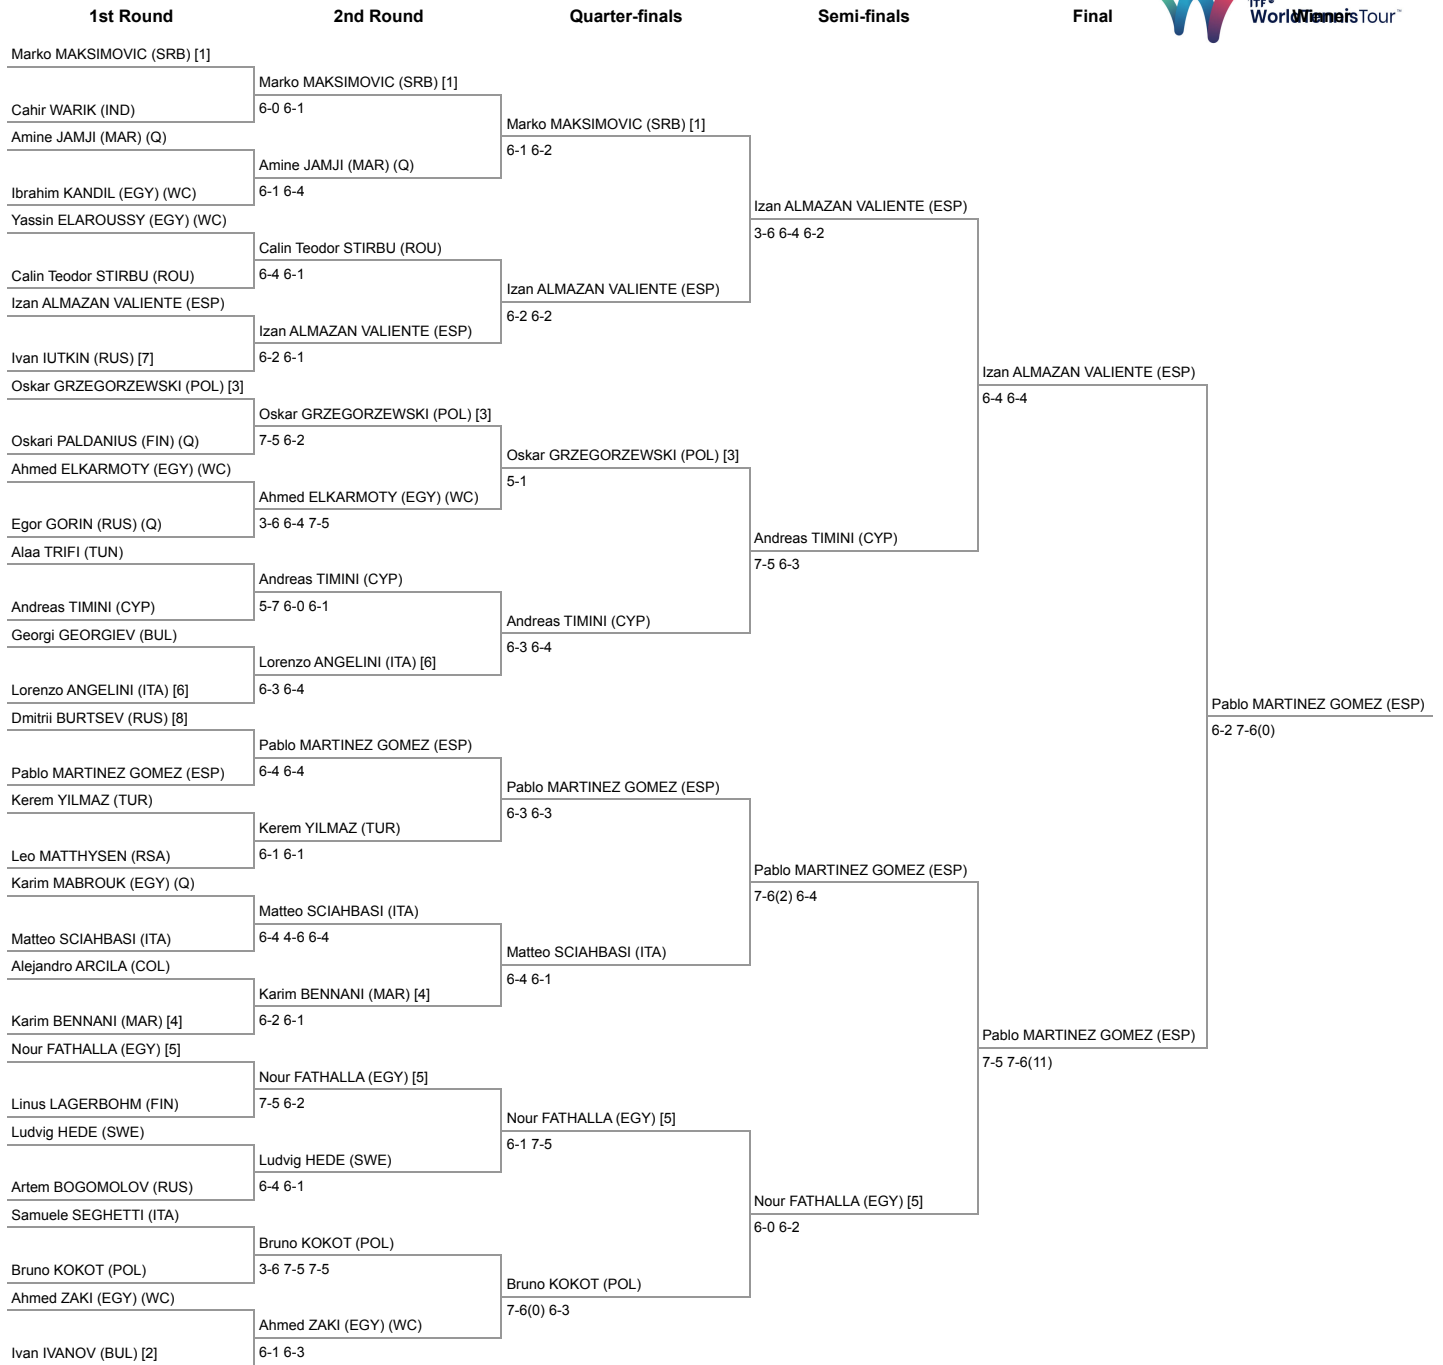 1st Round
2nd Round
Quarter-finals
Semi-finals
Final
ITF
World Tennis Tour
Winner
Marko MAKSIMOVIC (SRB) [1]
Cahir WARIK (IND)
Amine JAMJI (MAR) (Q)
Ibrahim KANDIL (EGY) (WC)
Yassin ELAROUSSY (EGY) (WC)
Calin Teodor STIRBU (ROU)
Izan ALMAZAN VALIENTE (ESP)
Ivan IUTKIN (RUS) [7]
Oskar GRZEGORZEWSKI (POL) [3]
Oskari PALDANIUS (FIN) (Q)
Ahmed ELKARMOTY (EGY) (WC)
Egor GORIN (RUS) (Q)
Alaa TRIFI (TUN)
Andreas TIMINI (CYP)
Georgi GEORGIEV (BUL)
Lorenzo ANGELINI (ITA) [6]
Dmitrii BURTSEV (RUS) [8]
Pablo MARTINEZ GOMEZ (ESP)
Kerem YILMAZ (TUR)
Leo MATTHYSEN (RSA)
Karim MABROUK (EGY) (Q)
Matteo SCIAHBASI (ITA)
Alejandro ARCILA (COL)
Karim BENNANI (MAR) [4]
Nour FATHALLA (EGY) [5]
Linus LAGERBOHM (FIN)
Ludvig HEDE (SWE)
Artem BOGOMOLOV (RUS)
Samuele SEGHETTI (ITA)
Bruno KOKOT (POL)
Ahmed ZAKI (EGY) (WC)
Ivan IVANOV (BUL) [2]
Marko MAKSIMOVIC (SRB) [1]
6-0 6-1
Amine JAMJI (MAR) (Q)
6-1 6-4
Calin Teodor STIRBU (ROU)
6-4 6-1
Izan ALMAZAN VALIENTE (ESP)
6-2 6-1
Oskar GRZEGORZEWSKI (POL) [3]
7-5 6-2
Ahmed ELKARMOTY (EGY) (WC)
3-6 6-4 7-5
Andreas TIMINI (CYP)
5-7 6-0 6-1
Lorenzo ANGELINI (ITA) [6]
6-3 6-4
Pablo MARTINEZ GOMEZ (ESP)
6-4 6-4
Kerem YILMAZ (TUR)
6-1 6-1
Matteo SCIAHBASI (ITA)
6-4 4-6 6-4
Karim BENNANI (MAR) [4]
6-2 6-1
Nour FATHALLA (EGY) [5]
7-5 6-2
Ludvig HEDE (SWE)
6-4 6-1
Bruno KOKOT (POL)
3-6 7-5 7-5
Ahmed ZAKI (EGY) (WC)
6-1 6-3
Marko MAKSIMOVIC (SRB) [1]
6-1 6-2
Izan ALMAZAN VALIENTE (ESP)
6-2 6-2
Oskar GRZEGORZEWSKI (POL) [3]
5-1
Andreas TIMINI (CYP)
6-3 6-4
Pablo MARTINEZ GOMEZ (ESP)
6-3 6-3
Matteo SCIAHBASI (ITA)
6-4 6-1
Nour FATHALLA (EGY) [5]
6-1 7-5
Bruno KOKOT (POL)
7-6(0) 6-3
Izan ALMAZAN VALIENTE (ESP)
3-6 6-4 6-2
Andreas TIMINI (CYP)
7-5 6-3
Pablo MARTINEZ GOMEZ (ESP)
7-6(2) 6-4
Nour FATHALLA (EGY) [5]
6-0 6-2
Izan ALMAZAN VALIENTE (ESP)
6-4 6-4
Pablo MARTINEZ GOMEZ (ESP)
7-5 7-6(11)
Pablo MARTINEZ GOMEZ (ESP)
6-2 7-6(0)